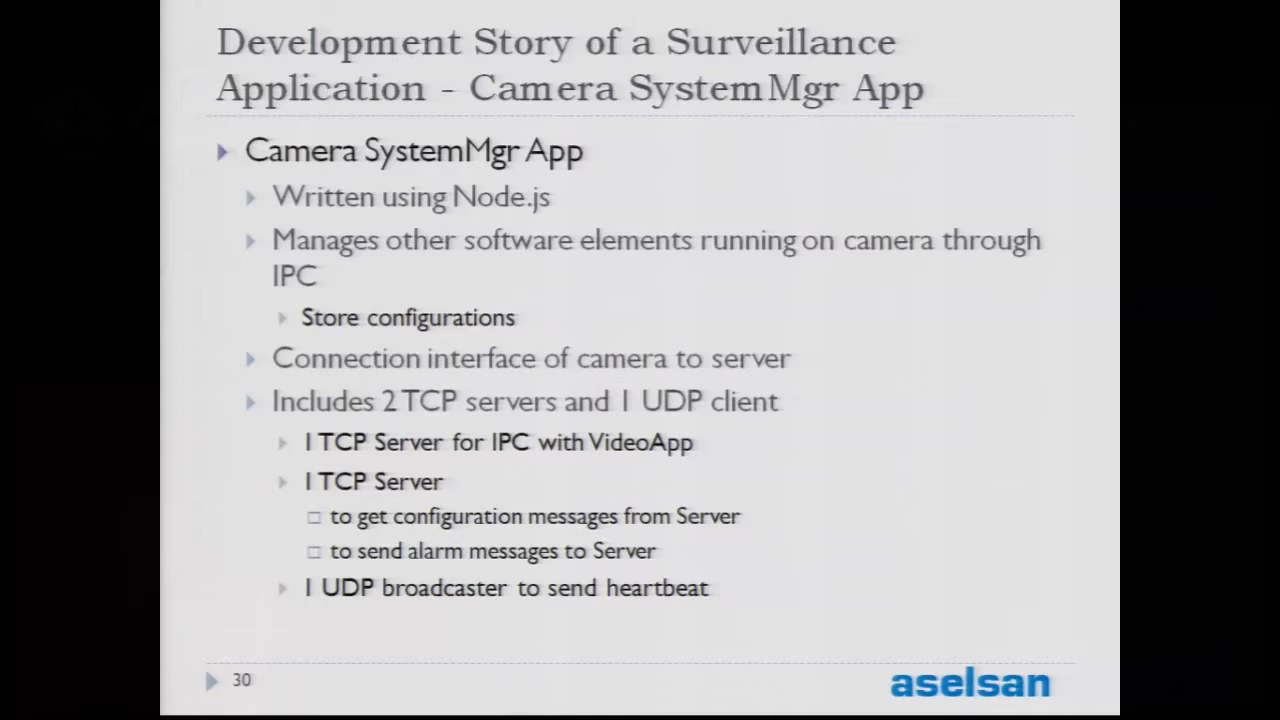 Development Story of a Surveillance
Application - Camera SystemMgr App
Camera SystemMgr App
Written using Node.js
Manages other software elements running on camera through
IPC
Store configurations
Connection interface of camera to server
Includes 2 TCP servers and 1 UDP client
1 TCP Server for IPC with VideoApp
1 TCP Server
to get configuration messages from Server
to send alarm messages to Server
1 UDP broadcaster to send heartbeat
30
aselsan